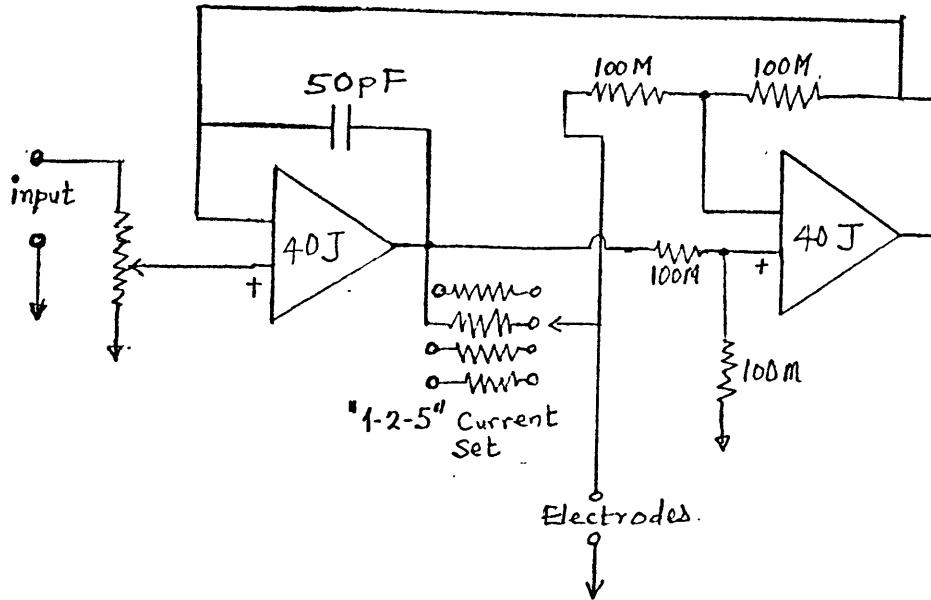 50pF
100M
100M.
input
40J
+
40J
+
100M
100M
"1-2-5" Current
Set
Electrodes.